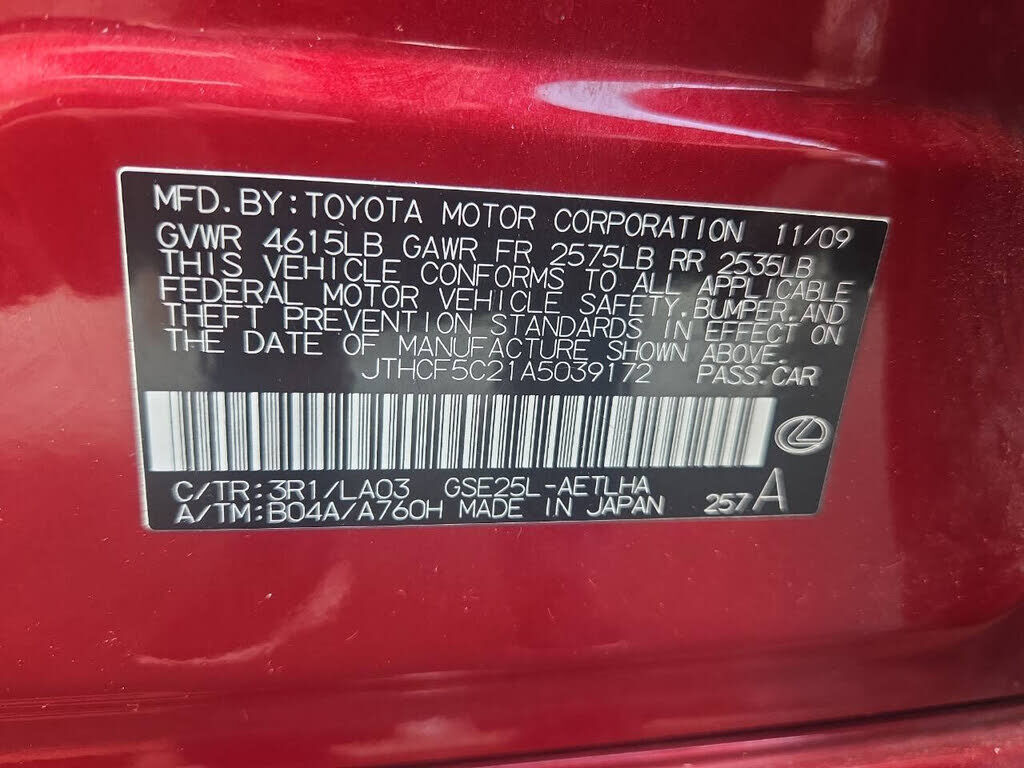 MFD.BY:TOYOTA MOTOR CORPORATION 11/09
GVWR 4615LB GAWR FR 2575LB RR 2535LB
THIS VEHICLE CONFORMS TO ALL APPLICABLE
FEDERAL MOTOR VEHICLE SAFETY,BUMPER,AND
THEFT PREVENTION STANDARDS IN EFFECT ON
THE DATE OF MANUFACTURE SHOWN ABOVE.
JTHCF5C21A5039172 PASS.CAR
C/TR:3R1/LA03 GSE25L-AETLHA
A/TM:B04A/A760H MADE IN JAPAN 257A